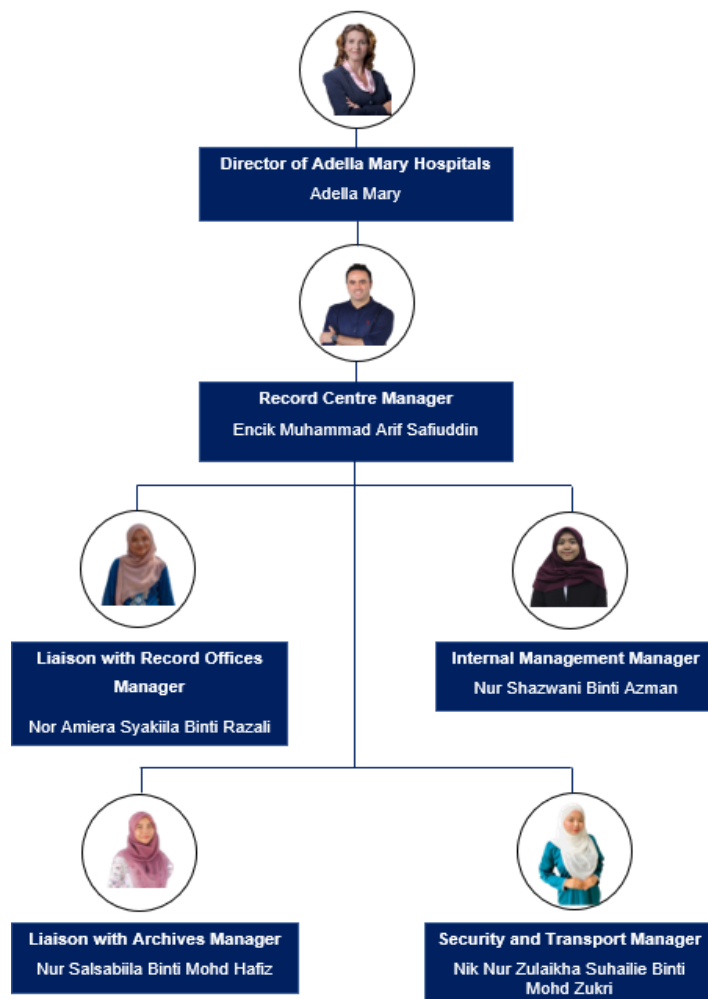 Director of Adella Mary Hospitals
Adella Mary
Record Centre Manager
Encik Muhammad Arif Safiuddin
Liaison with Record Offices
Manager
Nor Amiera Syakiila Binti Razali
Internal Management Manager
Nur Shazwani Binti Azman
Liaison with Archives Manager
Nur Salsabiila Binti Mohd Hafiz
Security and Transport Manager
Nik Nur Zulaikha Suhailie Binti
Mohd Zukri